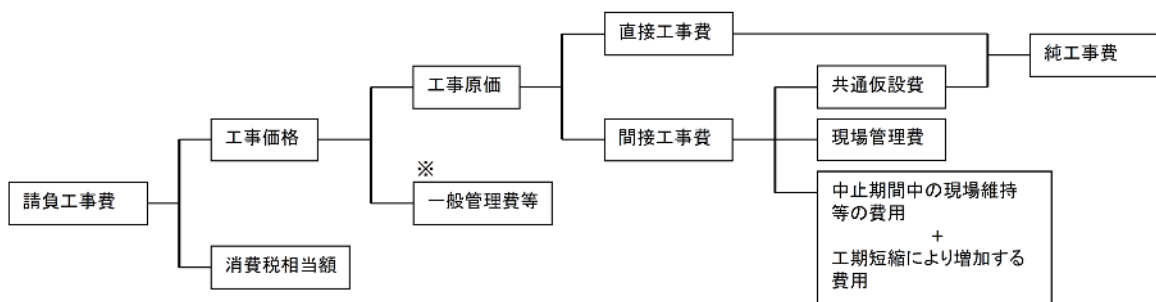 直接工事費
純工事費
工事原価
共通仮設費
工事価格
間接工事費
現場管理費
※
請負工事費
一般管理費等
中止期間中の現場維持
等の費用
+
工期短縮により増加する
費用
消費税相当額